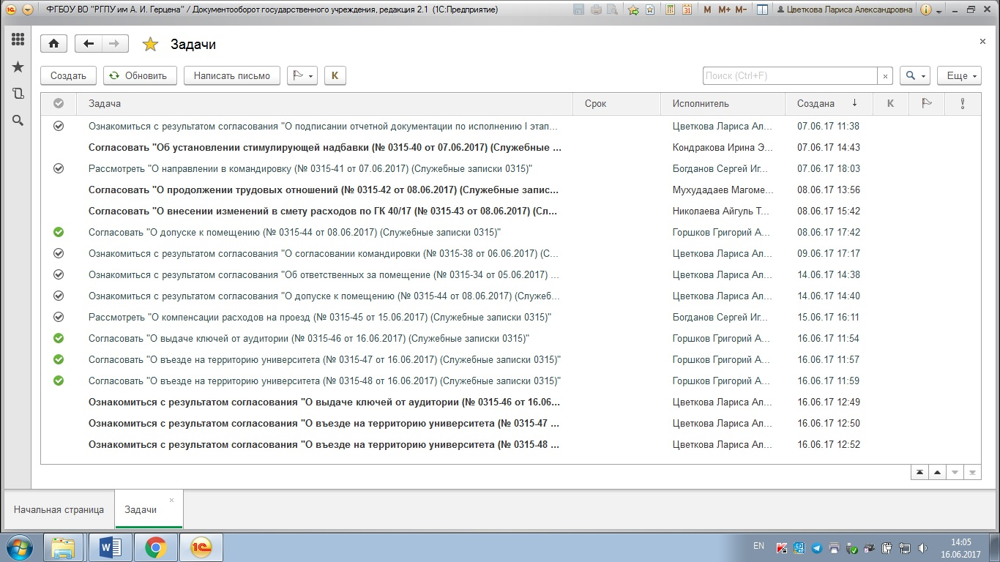 ФГБОУ ВО "РГПУ им А. И. Герцена" / Документооборот государственного учреждения, редакция 2.1 (1С:Предприятие) M M+ M- Цветкова Лариса Александровна
Задачи
Создать Обновить Написать письмо К Поиск (Ctrl+F) × Еще
Задача Срок Исполнитель Создана ↓ К !
Ознакомиться с результатом согласования "О подписании отчетной документации по исполнению I этап... Цветкова Лариса Ал... 07.06.17 11:38
Согласовать "Об установлении стимулирующей надбавки (№ 0315-40 от 07.06.2017) (Служебные ... Кондракова Ирина Э... 07.06.17 14:43
Рассмотреть "О направлении в командировку (№ 0315-41 от 07.06.2017) (Служебные записки 0315)" Богданов Сергей Иг... 07.06.17 18:03
Согласовать "О продолжении трудовых отношений (№ 0315-42 от 08.06.2017) (Служебные запис... Мухудадаев Магоме... 08.06.17 13:56
Согласовать "О внесении изменений в смету расходов по ГК 40/17 (№ 0315-43 от 08.06.2017) (Сл... Николаева Айгуль Т... 08.06.17 15:42
Согласовать "О допуске к помещению (№ 0315-44 от 08.06.2017) (Служебные записки 0315)" Горшков Григорий А... 08.06.17 17:42
Ознакомиться с результатом согласования "О согласовании командировки (№ 0315-38 от 06.06.2017) (С... Цветкова Лариса Ал... 09.06.17 17:17
Ознакомиться с результатом согласования "Об ответственных за помещение (№ 0315-34 от 05.06.2017) ... Цветкова Лариса Ал... 14.06.17 14:38
Ознакомиться с результатом согласования "О допуске к помещению (№ 0315-44 от 08.06.2017) (Служеб... Цветкова Лариса Ал... 14.06.17 14:40
Рассмотреть "О компенсации расходов на проезд (№ 0315-45 от 15.06.2017) (Служебные записки 0315)" Богданов Сергей Иг... 15.06.17 16:11
Согласовать "О выдаче ключей от аудитории (№ 0315-46 от 16.06.2017) (Служебные записки 0315)" Горшков Григорий А... 16.06.17 11:54
Согласовать "О въезде на территорию университета (№ 0315-47 от 16.06.2017) (Служебные записки 0315)" Горшков Григорий А... 16.06.17 11:57
Согласовать "О въезде на территорию университета (№ 0315-48 от 16.06.2017) (Служебные записки 0315)" Горшков Григорий А... 16.06.17 11:59
Ознакомиться с результатом согласования "О выдаче ключей от аудитории (№ 0315-46 от 16.06... Цветкова Лариса Ал... 16.06.17 12:49
Ознакомиться с результатом согласования "О въезде на территорию университета (№ 0315-47 ... Цветкова Лариса Ал... 16.06.17 12:50
Ознакомиться с результатом согласования "О въезде на территорию университета (№ 0315-48 ... Цветкова Лариса Ал... 16.06.17 12:52
Начальная страница Задачи
EN 14:05
16.06.2017